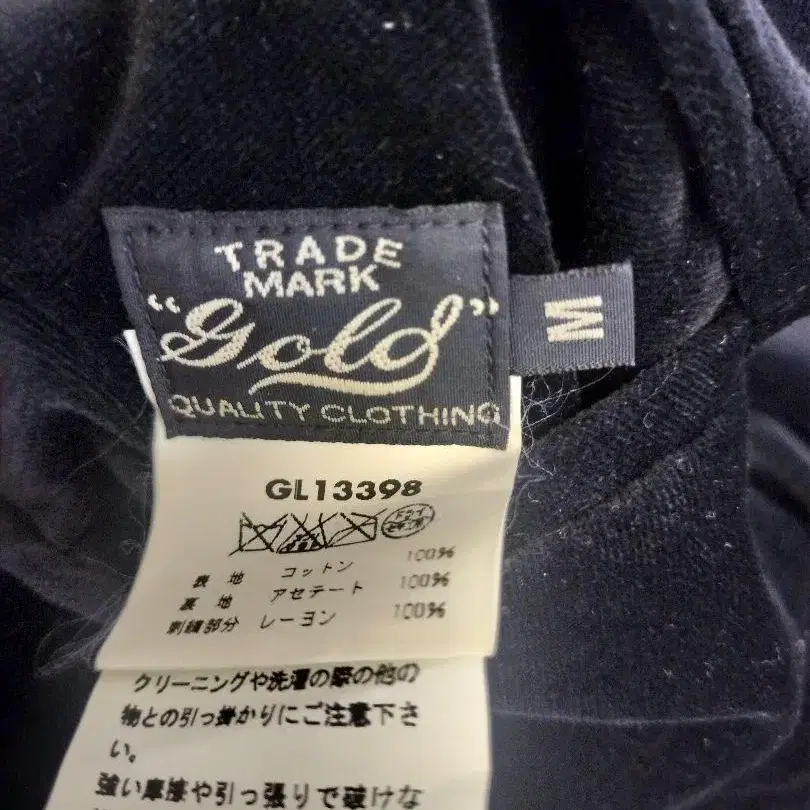 TRADE
MARK
“Gold”
QUALITY CLOTHING
M
GL13398
ドライ
表 地 コットン 100%
裏 地 アセテート 100%
刺繍部分 レーヨン 100%
クリーニングや洗濯の際の他の
物との引っ掛かりにご注意下さ
い。
強い摩擦や引っ張りで破けな